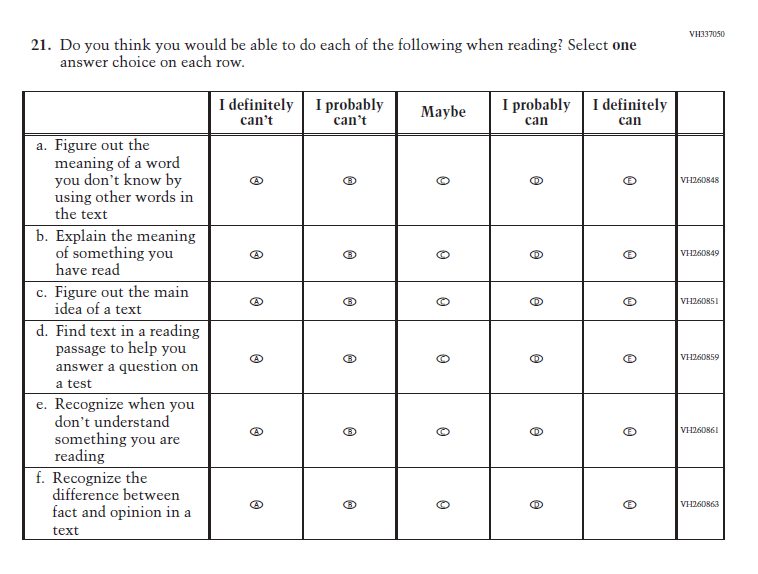 VH337050
21. Do you think you would be able to do each of the following when reading? Select one
answer choice on each row.
I definitely can't I probably can't Maybe I probably can I definitely can
a. Figure out the
meaning of a word
you don't know by
using other words in
the text
A B C D E VH260848
b. Explain the meaning
of something you
have read
A B C D E VH260849
c. Figure out the main
idea of a text
A B C D E VH260851
d. Find text in a reading
passage to help you
answer a question on
a test
A B C D E VH260859
e. Recognize when you
don't understand
something you are
reading
A B C D E VH260861
f. Recognize the
difference between
fact and opinion in a
text
A B C D E VH260863